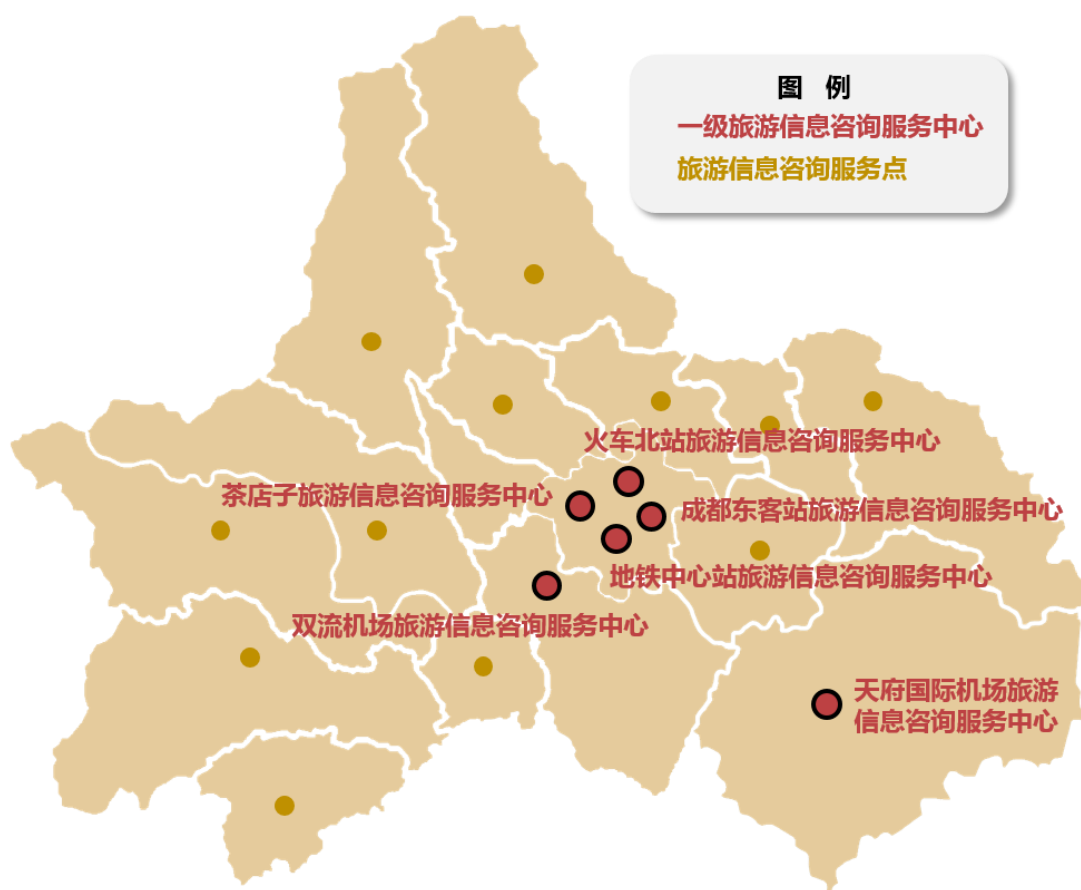 图 例
一级旅游信息咨询服务中心
旅游信息咨询服务点
火车北站旅游信息咨询服务中心
茶店子旅游信息咨询服务中心
成都东客站旅游信息咨询服务中心
地铁中心站旅游信息咨询服务中心
双流机场旅游信息咨询服务中心
天府国际机场旅游
信息咨询服务中心